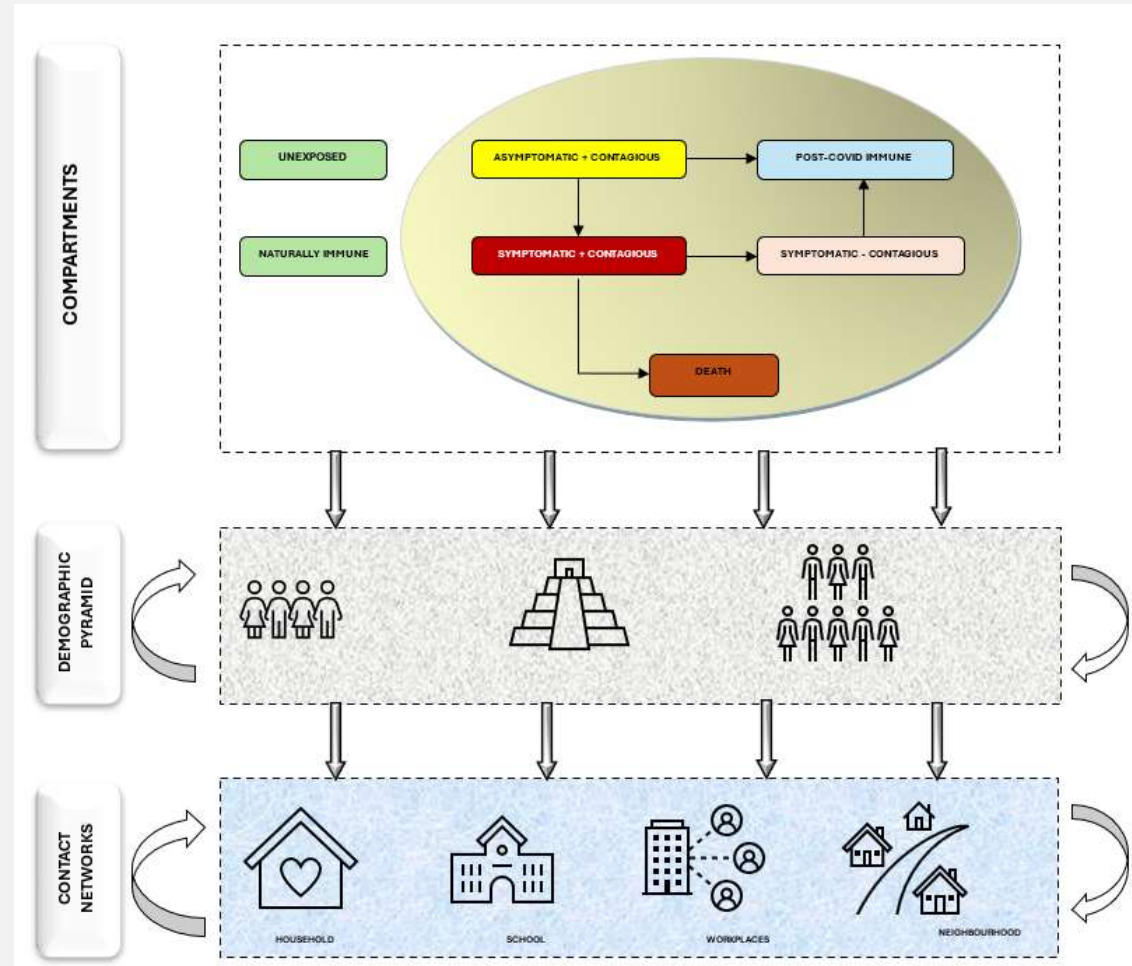 COMPARTMENTS
UNEXPOSED
ASYMPTOMATIC + CONTAGIOUS
POST-COVID IMMUNE
NATURALLY IMMUNE
SYMPTOMATIC + CONTAGIOUS
SYMPTOMATIC - CONTAGIOUS
DEATH
DEMOGRAPHIC
PYRAMID
CONTACT
NETWORKS
HOUSEHOLD
SCHOOL
WORKPLACES
NEIGHBOURHOOD